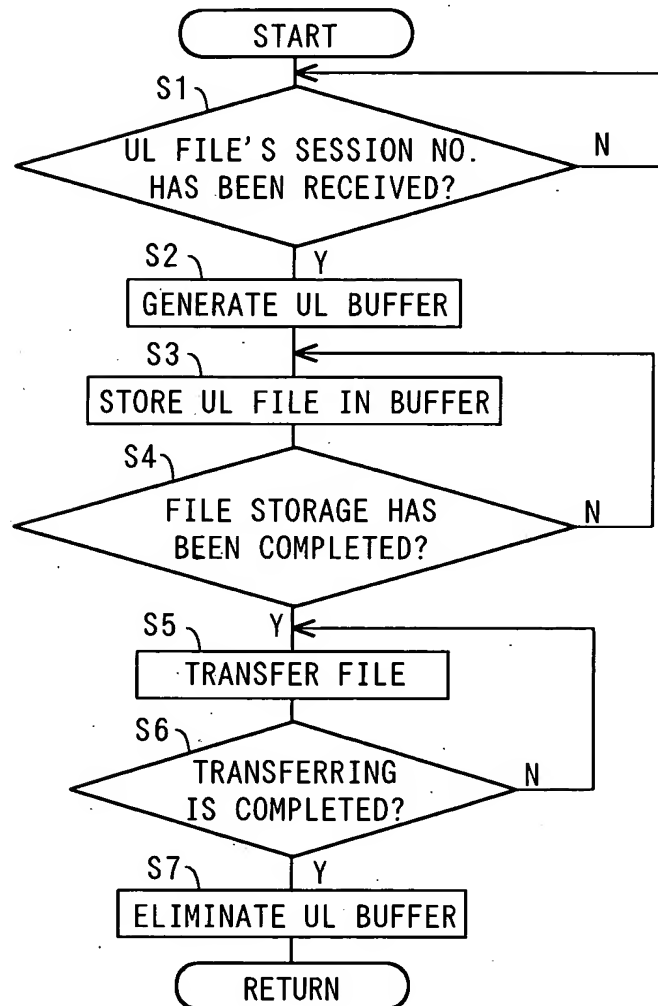 START
S1
UL FILE'S SESSION NO.
HAS BEEN RECEIVED?
N
S2
Y
GENERATE UL BUFFER
S3
STORE UL FILE IN BUFFER
S4
FILE STORAGE HAS
BEEN COMPLETED?
N
S5
Y
TRANSFER FILE
S6
TRANSFERRING
IS COMPLETED?
N
S7
Y
ELIMINATE UL BUFFER
RETURN